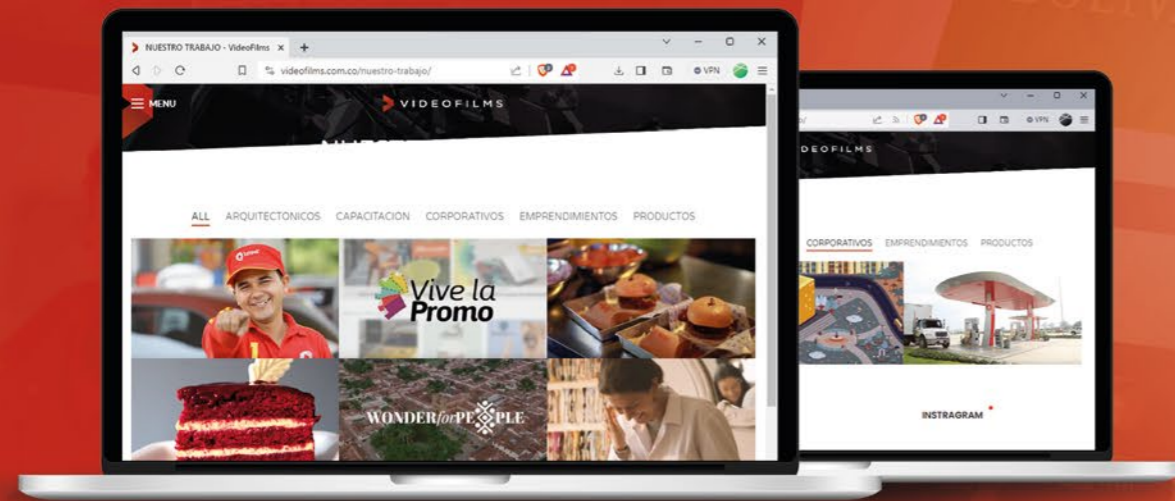 NUESTRO TRABAJO - VideoFilms
videofilms.com.co/nuestro-trabajo/
VPN
MENU
VIDEOFILMS
ALL ARQUITECTONICOS CAPACITACION CORPORATIVOS EMPRENDIMIENTOS PRODUCTOS
Vive la
Promo
WONDER for PEOPLE
VPN
DEOFILMS
CORPORATIVOS EMPRENDIMIENTOS PRODUCTOS
INSTRAGRAM